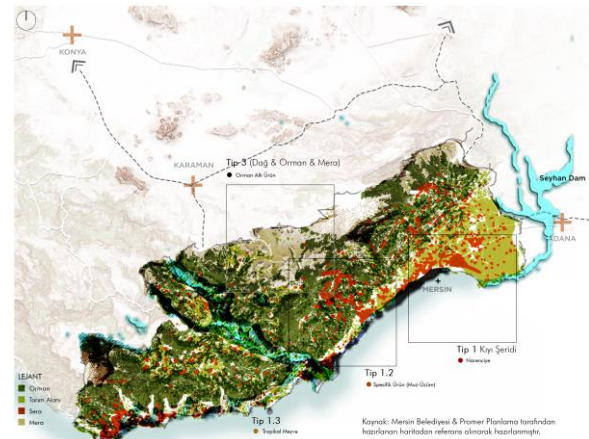 KONYA
KARAMAN
Tip 3 (Dağ & Orman & Mera)
Orman Altı Ürün
Seyhan Dam
ADANA
MERSİN
Tip 1 Kıyı Şeridi
Narenciye
LEJANT
Orman
Tarım Alanı
Sera
Mera
Tip 1.2
Spesifik Ürün (Muz-Üzüm)
Tip 1.3
Tropikal Meyve
Kaynak: Mersin Belediyesi & Promer Planlama tarafından
hazırlanan haritadan referans alınarak hazırlanmıştır.